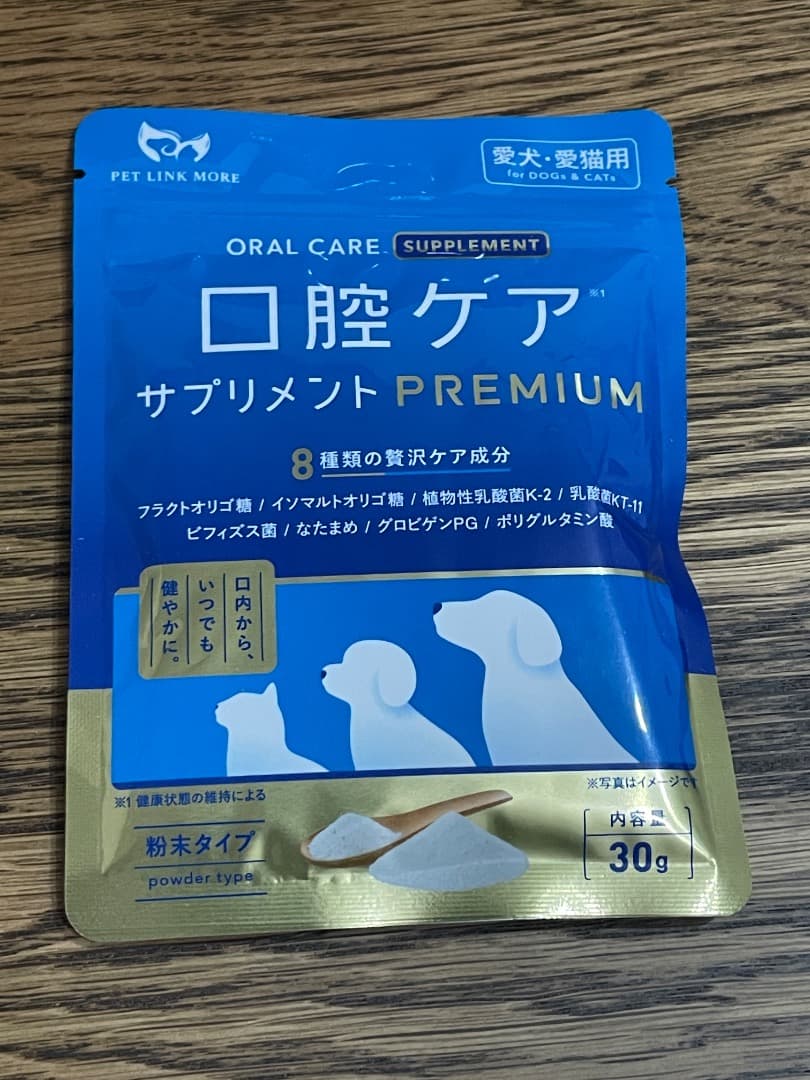 PET LINK MORE
愛犬・愛猫用
for DOGs & CATs
ORAL CARE SUPPLEMENT
口腔ケア※1
サプリメント PREMIUM
8種類の贅沢ケア成分
フラクトオリゴ糖 / イソマルトオリゴ糖 / 植物性乳酸菌K-2 / 乳酸菌KT-11
ビフィズス菌 / なたまめ / グロビゲンPG / ポリグルタミン酸
口内から、
いつでも
健やかに。
※1 健康状態の維持による
※写真はイメージです
粉末タイプ
powder type
内容量
30g